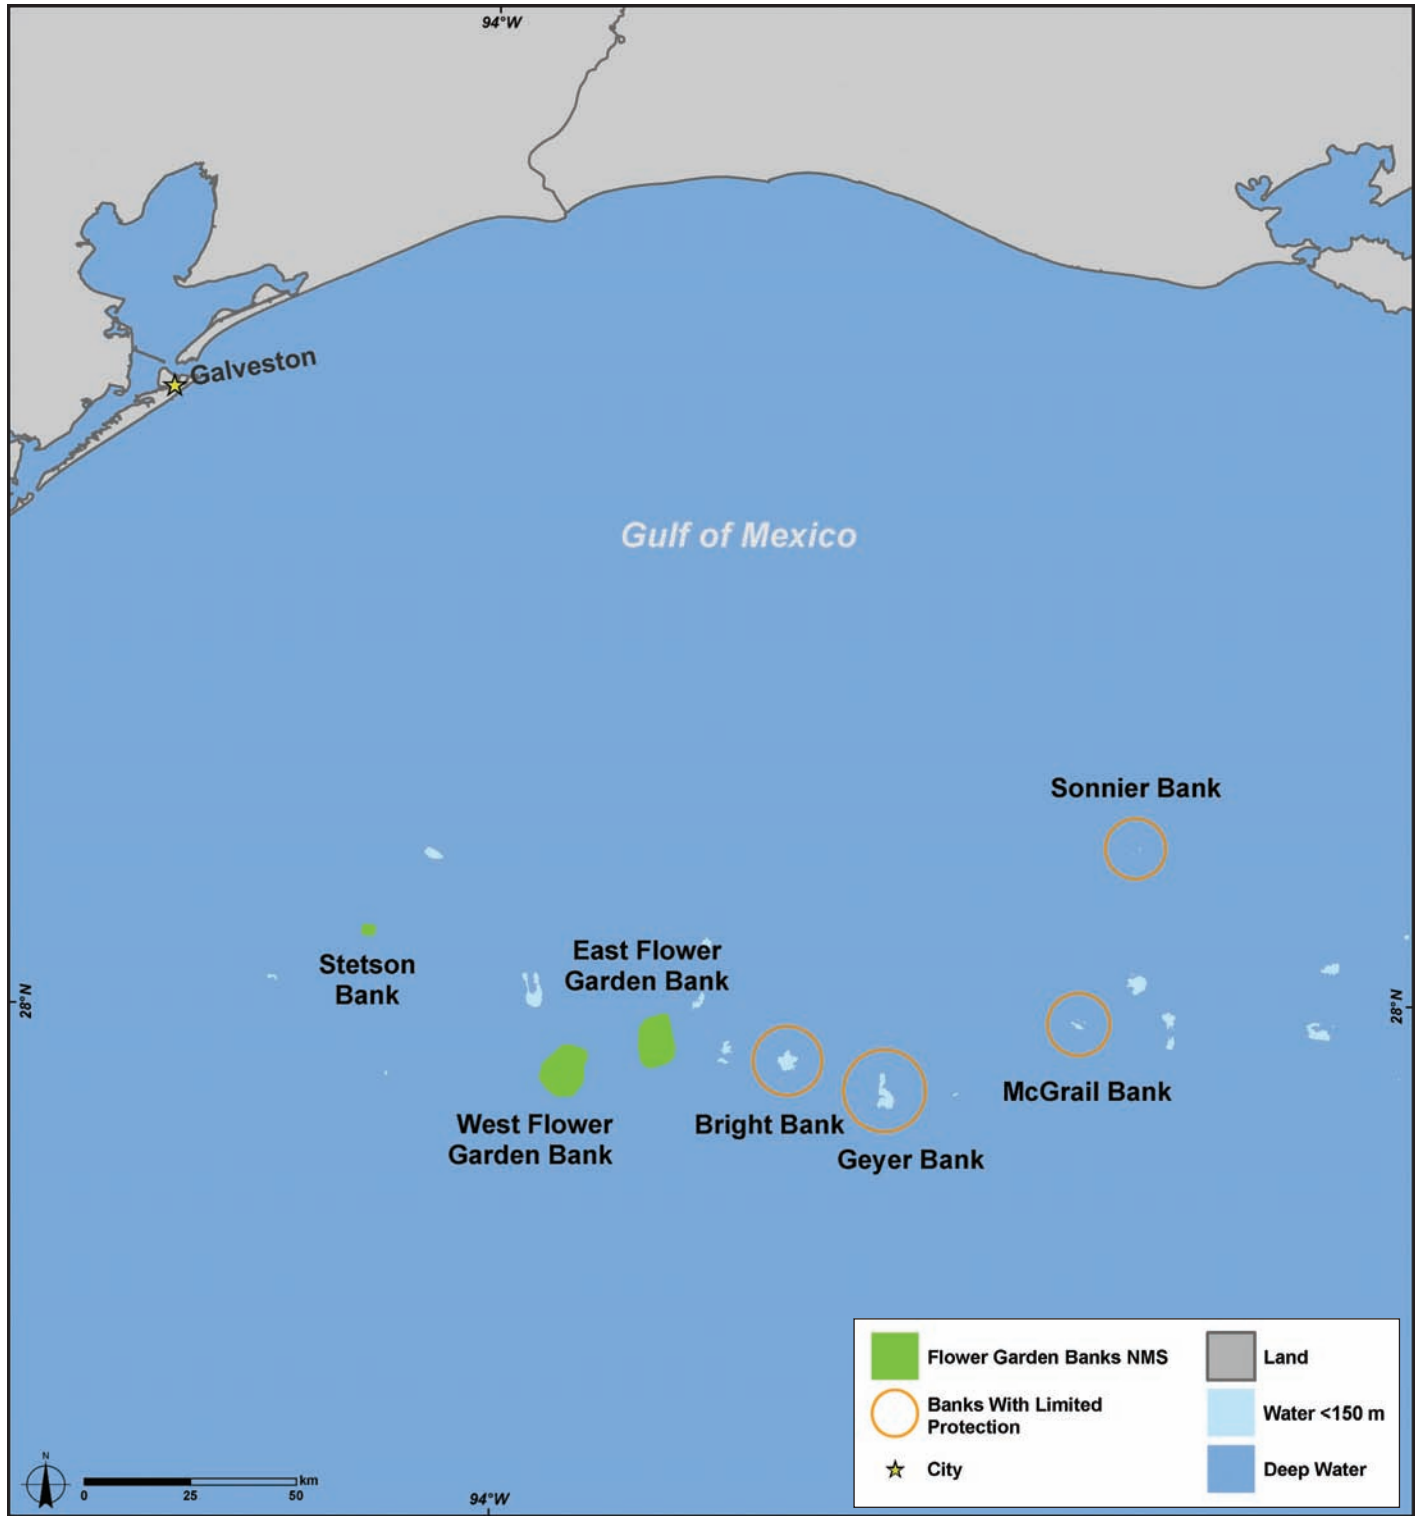 94°W
Galveston
Gulf of Mexico
Sonnier Bank
East Flower
Garden Bank
Stetson
Bank
28°N
28°N
McGrail Bank
West Flower
Garden Bank
Bright Bank
Geyer Bank
Flower Garden Banks NMS
Banks With Limited
Protection
City
Land
Water <150 m
Deep Water
N
km
0 25 50
94°W